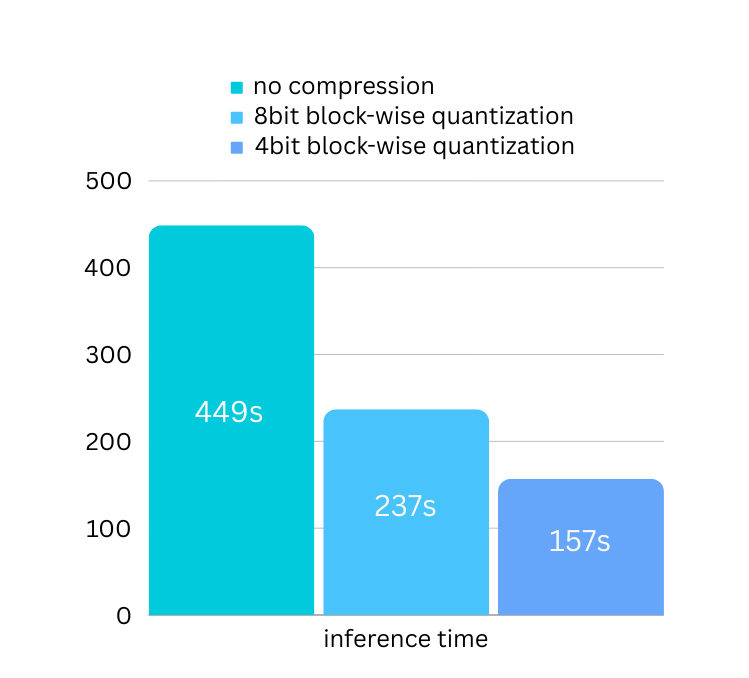 no compression
8bit block-wise quantization
4bit block-wise quantization
500
400
300
200
100
0
449s
237s
157s
inference time